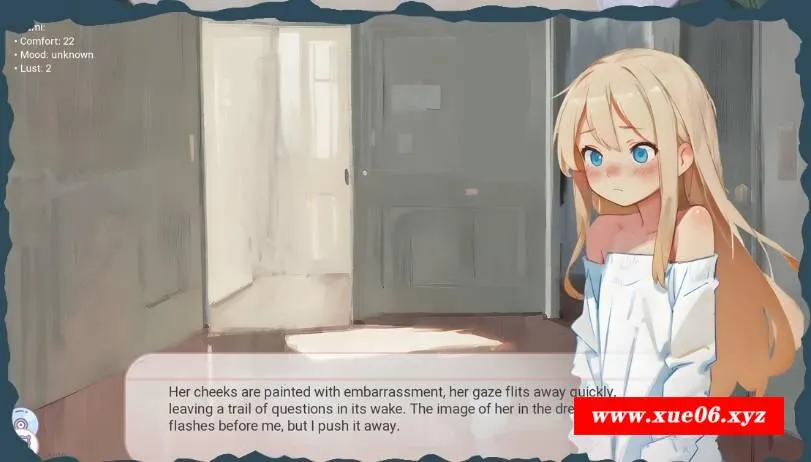 • Comfort: 22
• Mood: unknown
• Lust: 2
Her cheeks are painted with embarrassment, her gaze flits away quickly,
leaving a trail of questions in its wake. The image of her in the
flashes before me, but I push it away.
www.xue06.xyz